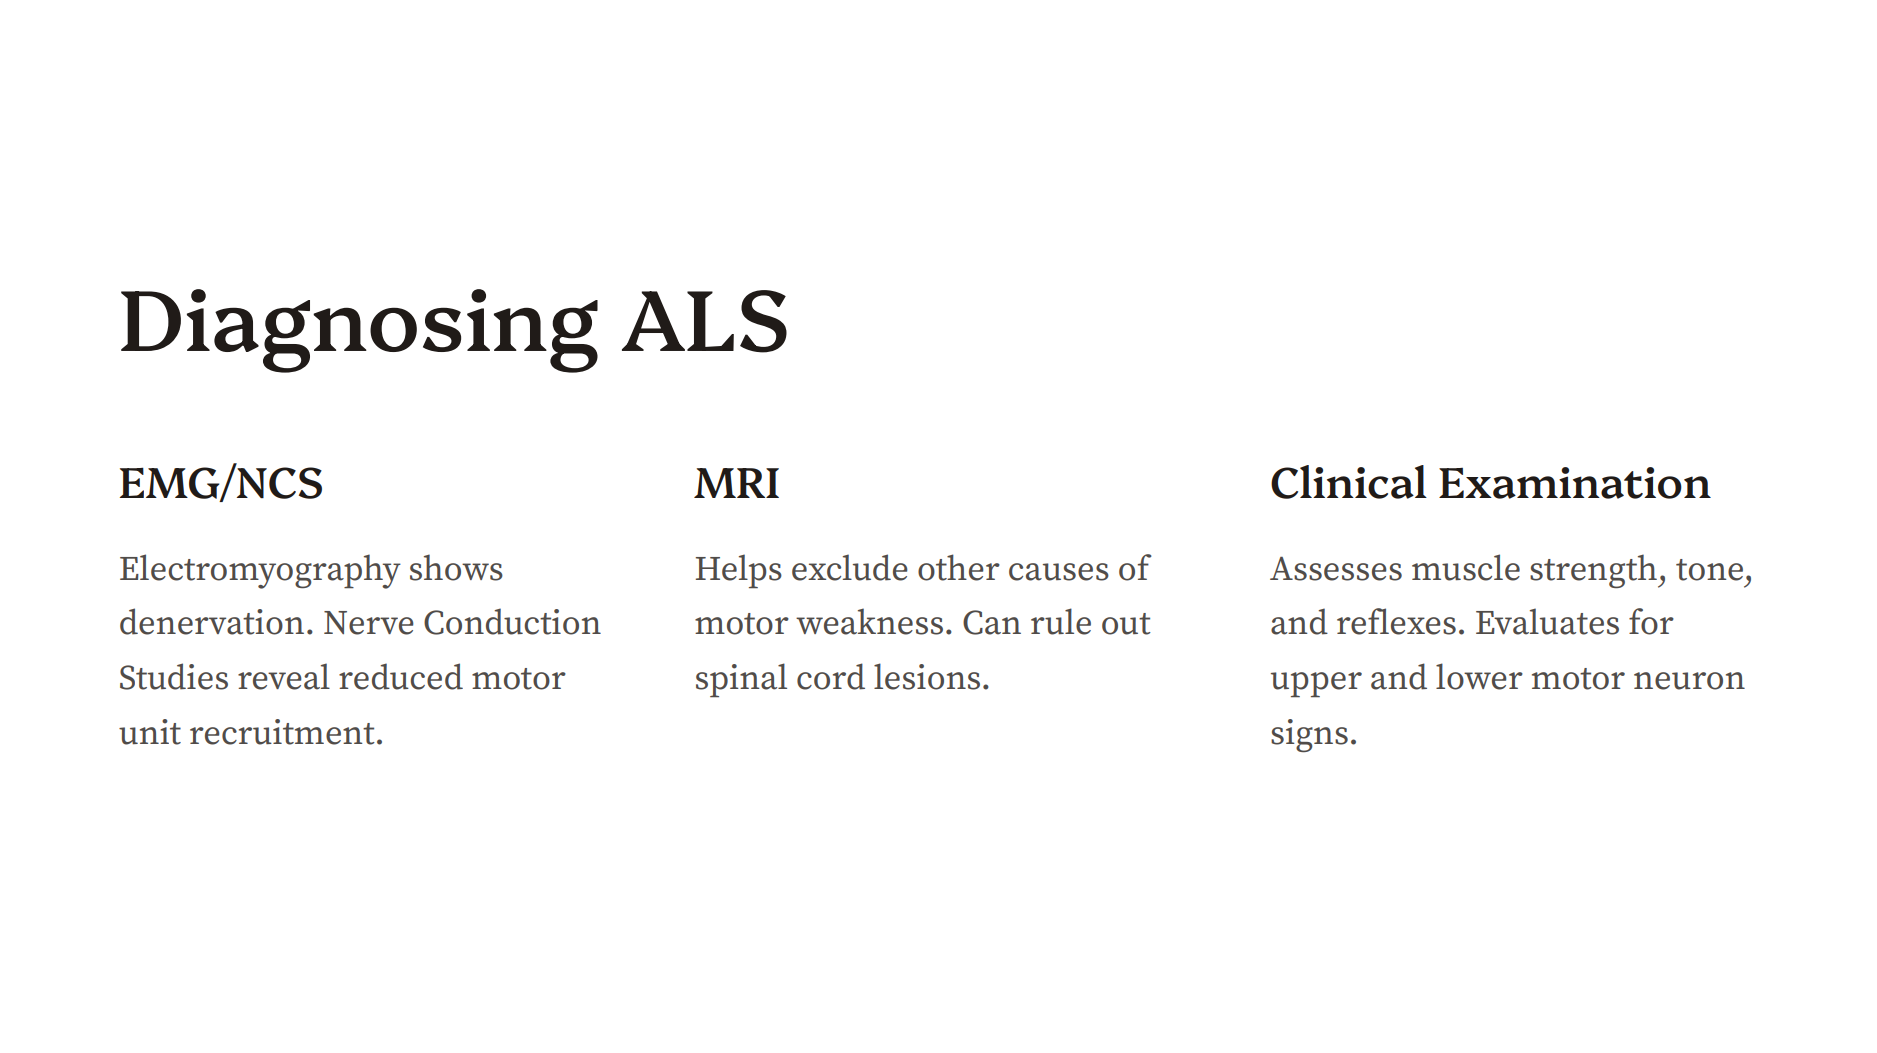 Diagnosing ALS
EMG/NCS
Electromyography shows
denervation. Nerve Conduction
Studies reveal reduced motor
unit recruitment.
MRI
Helps exclude other causes of
motor weakness. Can rule out
spinal cord lesions.
Clinical Examination
Assesses muscle strength, tone,
and reflexes. Evaluates for
upper and lower motor neuron
signs.